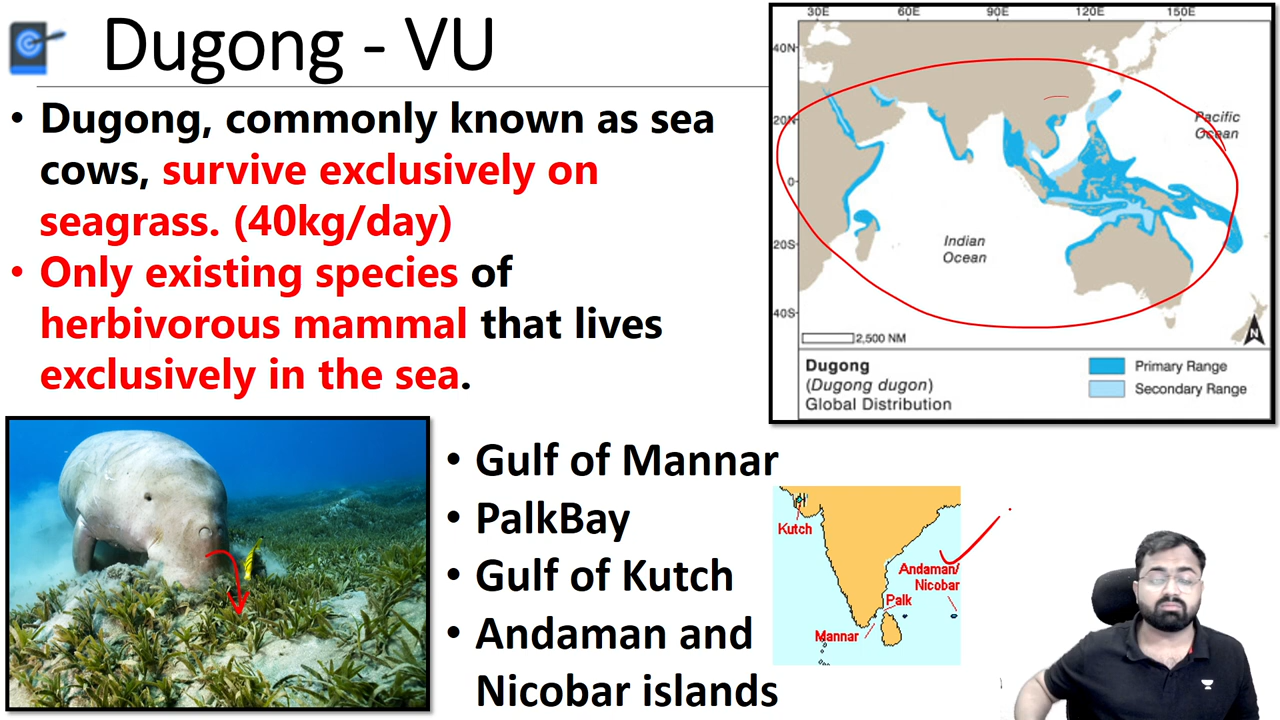 Dugong - VU
• Dugong, commonly known as sea
cows, survive exclusively on
seagrass. (40kg/day)
• Only existing species of
herbivorous mammal that lives
exclusively in the sea.
30E 60E 90E 120E 150E
40N
20N
0
20S
40S
Pacific
Ocean
Indian
Ocean
2,500 NM
N
Dugong
(Dugong dugon)
Global Distribution
Primary Range
Secondary Range
• Gulf of Mannar
• PalkBay
• Gulf of Kutch
• Andaman and
Nicobar islands
Kutch
Andaman/
Nicobar
Palk
Mannar